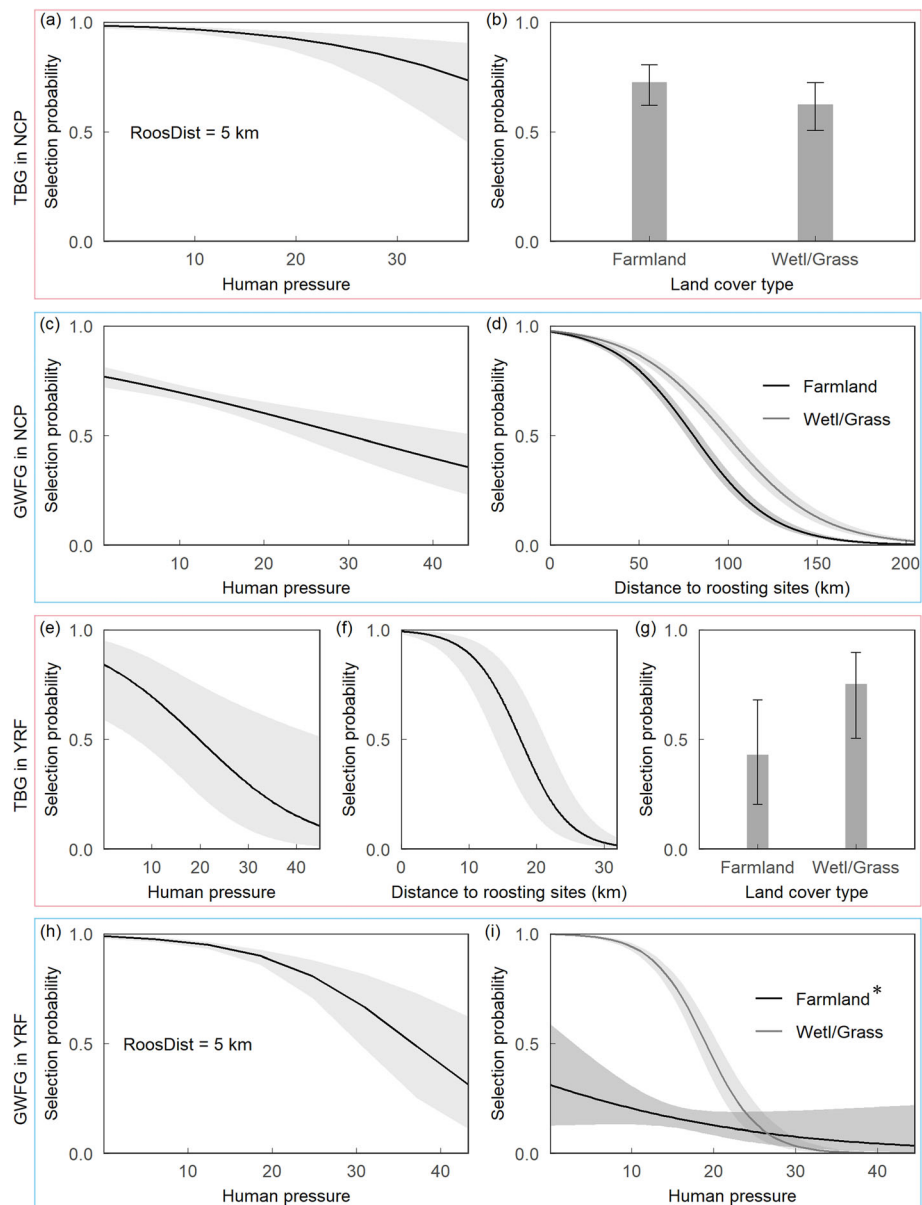 (a)
1.0
0.5
0.0
Selection probability
TBG in NCP
RoosDist = 5 km
10 20 30
Human pressure
(b)
1.0
0.5
0.0
Selection probability
Farmland Wetl/Grass
Land cover type
(c)
1.0
0.5
0.0
Selection probability
GWFG in NCP
10 20 30 40
Human pressure
(d)
1.0
0.5
0.0
Selection probability
Farmland
Wetl/Grass
0 50 100 150 200
Distance to roosting sites (km)
(e)
1.0
0.5
0.0
Selection probability
TBG in YRF
10 20 30 40
Human pressure
(f)
1.0
0.5
0.0
Selection probability
0 10 20 30
Distance to roosting sites (km)
(g)
1.0
0.5
0.0
Selection probability
Farmland Wetl/Grass
Land cover type
(h)
1.0
0.5
0.0
Selection probability
GWFG in YRF
RoosDist = 5 km
10 20 30 40
Human pressure
(i)
1.0
0.5
0.0
Selection probability
Farmland*
Wetl/Grass
10 20 30 40
Human pressure